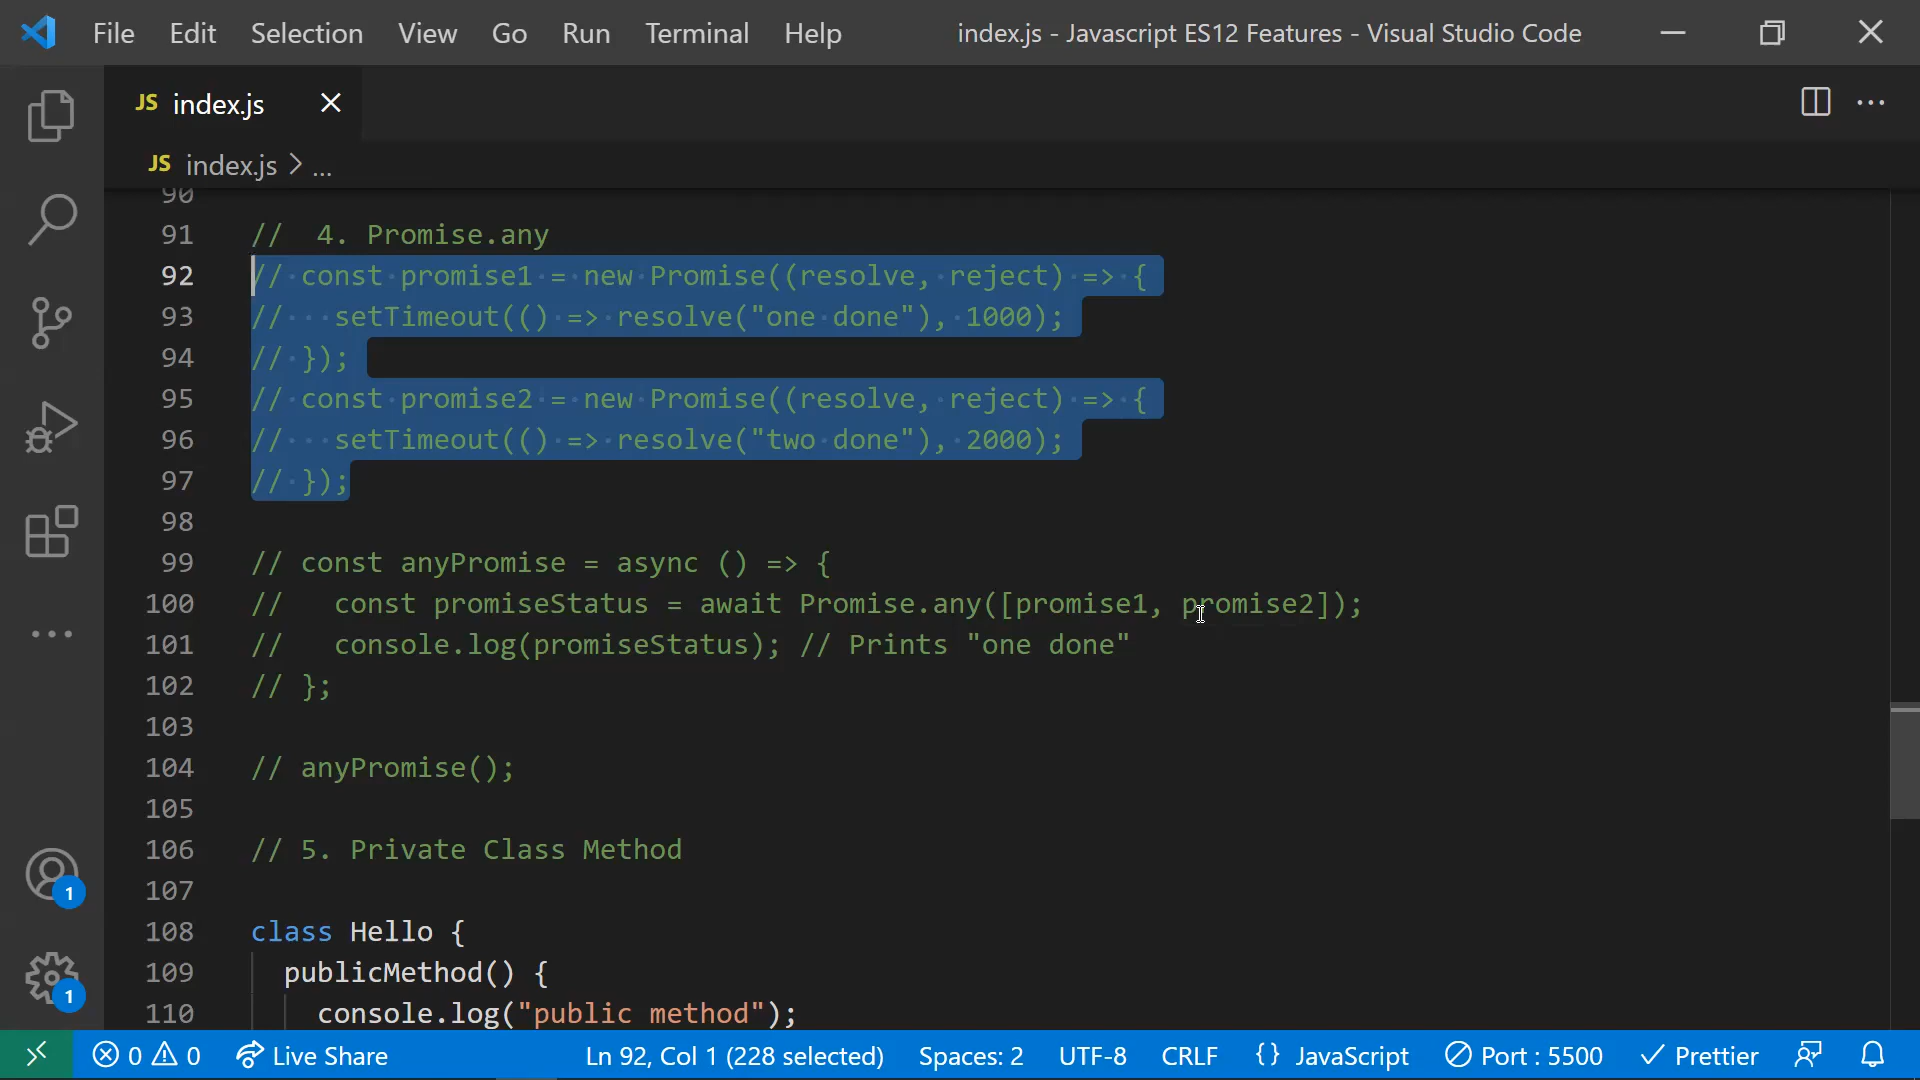 File Edit Selection View Go Run Terminal Help index.js - Javascript ES12 Features - Visual Studio Code
JS index.js
JS index.js > ...
90
91 //  4. Promise.any
92 // const promise1 = new Promise((resolve, reject) => {
93 //   setTimeout(() => resolve("one done"), 1000);
94 // });
95 // const promise2 = new Promise((resolve, reject) => {
96 //   setTimeout(() => resolve("two done"), 2000);
97 // });
98
99 // const anyPromise = async () => {
100 //   const promiseStatus = await Promise.any([promise1, promise2]);
101 //   console.log(promiseStatus); // Prints "one done"
102 // };
103
104 // anyPromise();
105
106 // 5. Private Class Method
107
108 class Hello {
109   publicMethod() {
110     console.log("public method");
1
1
0 0 Live Share Ln 92, Col 1 (228 selected) Spaces: 2 UTF-8 CRLF {} JavaScript Port : 5500 Prettier